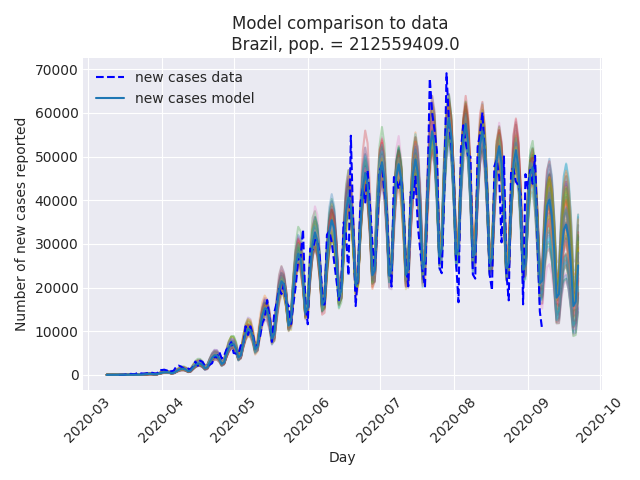 Model comparison to data
Brazil, pop. = 212559409.0
new cases data
new cases model
Number of new cases reported
70000
60000
50000
40000
30000
20000
10000
0
2020-03
2020-04
2020-05
2020-06
2020-07
2020-08
2020-09
2020-10
Day